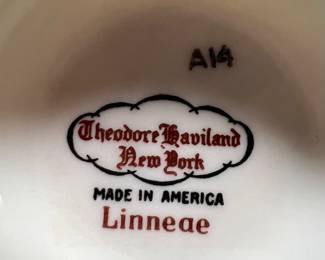 A14
Theodore Haviland
New York
MADE IN AMERICA
Linneae